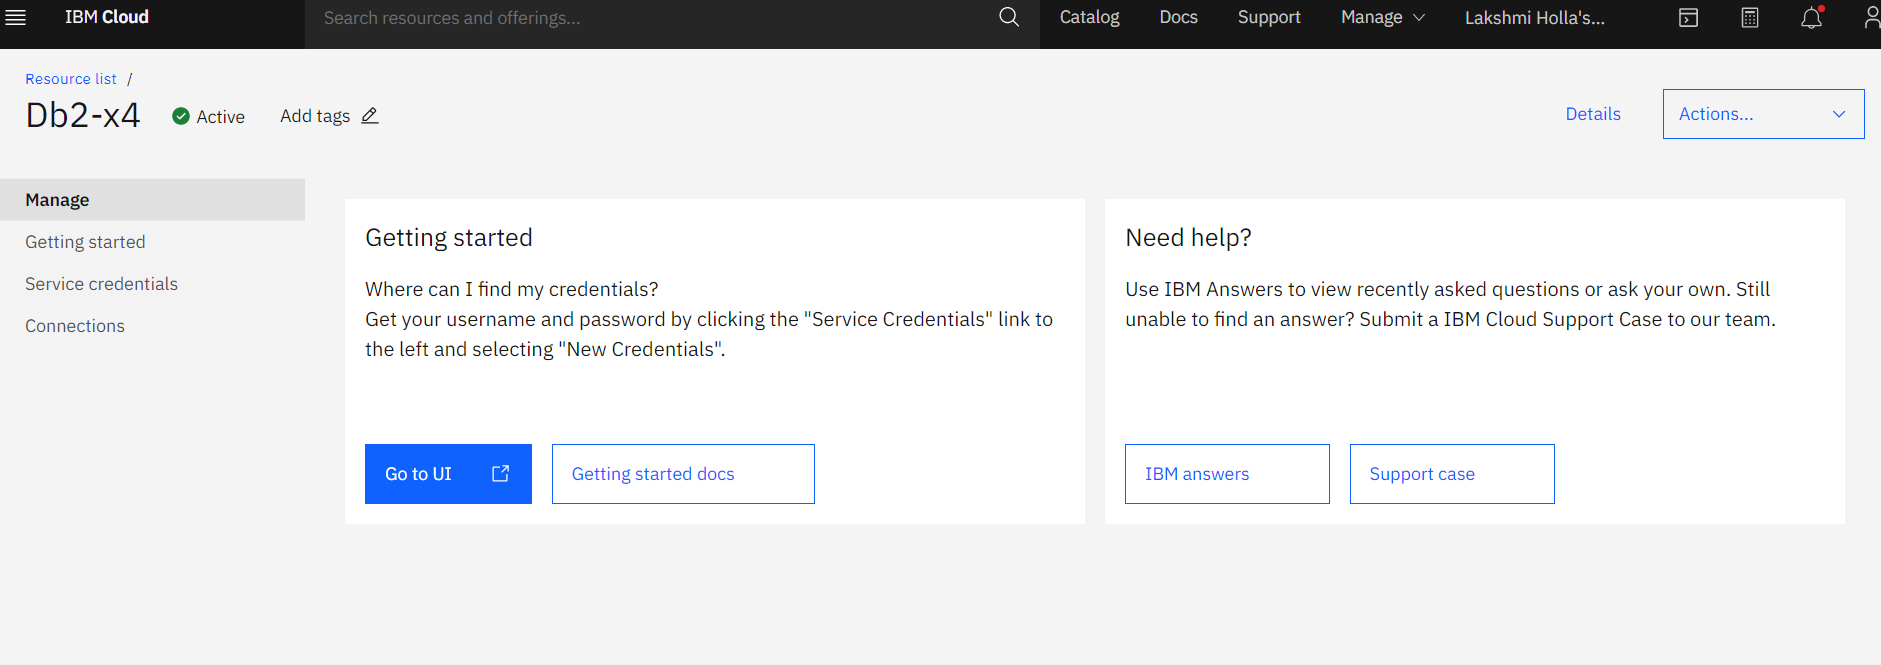 IBM Cloud
Search resources and offerings...
Catalog
Docs
Support
Manage
Lakshmi Holla's...
Resource list /
Db2-x4
Active
Add tags
Details
Actions...
Manage
Getting started
Service credentials
Connections
Getting started
Where can I find my credentials?
Get your username and password by clicking the "Service Credentials" link to
the left and selecting "New Credentials".
Go to UI
Getting started docs
Need help?
Use IBM Answers to view recently asked questions or ask your own. Still
unable to find an answer? Submit a IBM Cloud Support Case to our team.
IBM answers
Support case